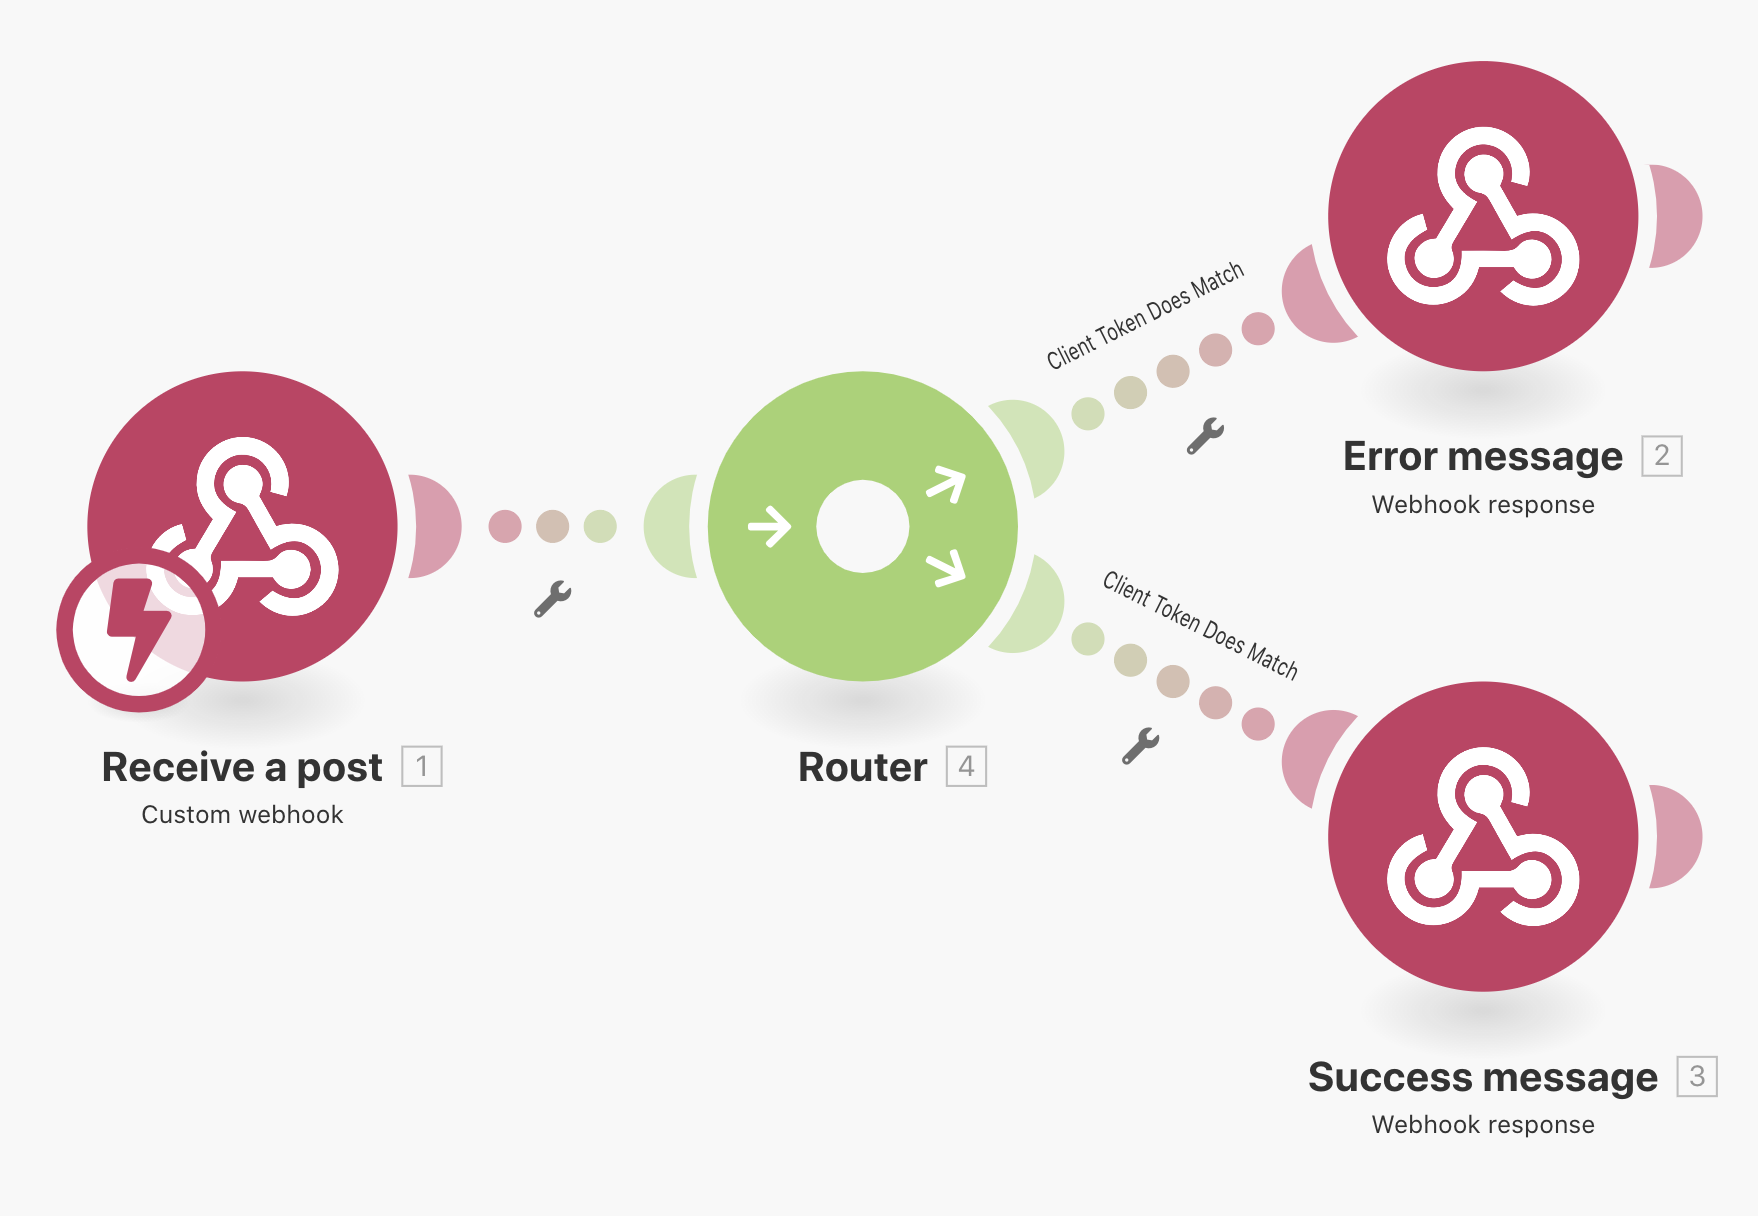 Receive a post 1
Custom webhook
Router 4
Client Token Does Match
Error message 2
Webhook response
Client Token Does Match
Success message 3
Webhook response